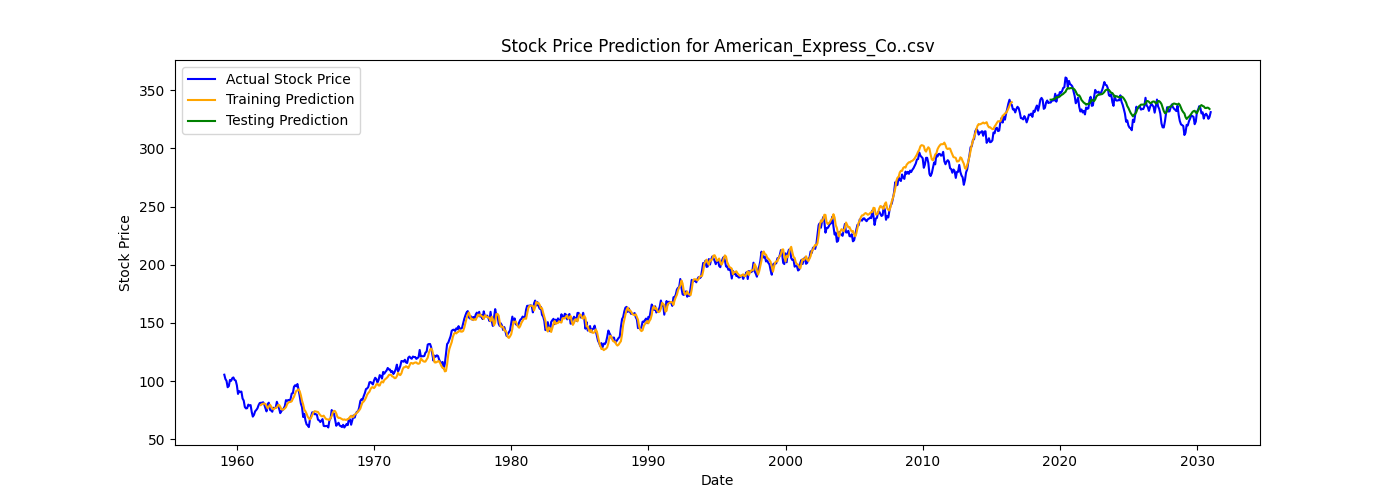 Stock Price Prediction for American_Express_Co..csv
Actual Stock Price
Training Prediction
Testing Prediction
350
300
250
200
150
100
50
Stock Price
1960 1970 1980 1990 2000 2010 2020 2030
Date